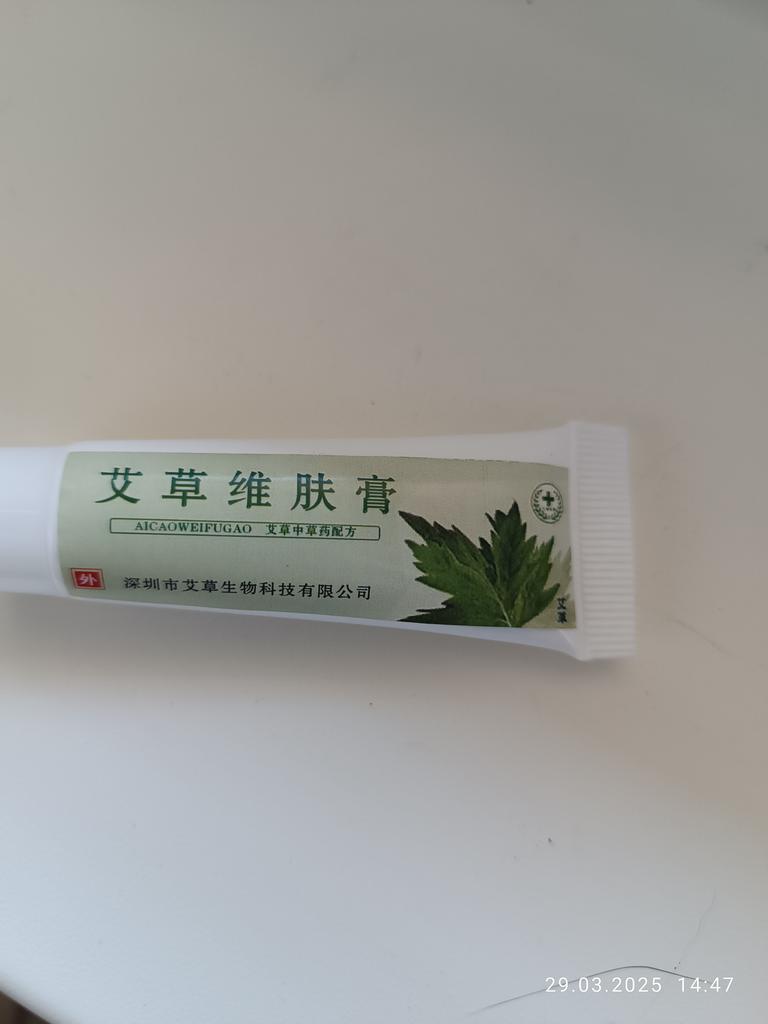 艾草维肤膏
AICAOWEIFUGAO 艾草中草药配方
外
深圳市艾草生物科技有限公司
艾草
29.03.2025 14:47